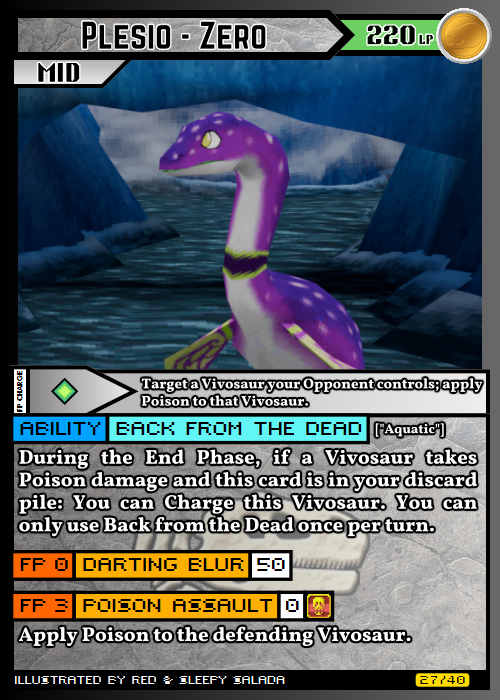 Plesio - Zero
220 LP
MID
FP CHARGE
Target a Vivosaur your Opponent controls; apply
Poison to that Vivosaur.
ABILITY BACK FROM THE DEAD ["Aquatic"]
During the End Phase, if a Vivosaur takes
Poison damage and this card is in your discard
pile: You can Charge this Vivosaur. You can
only use Back from the Dead once per turn.
FP 0 DARTING BLUR 50
FP 3 POISON ASSAULT 0
Apply Poison to the defending Vivosaur.
ILLUSTRATED BY RED & SLEEPY SALADA
27/40